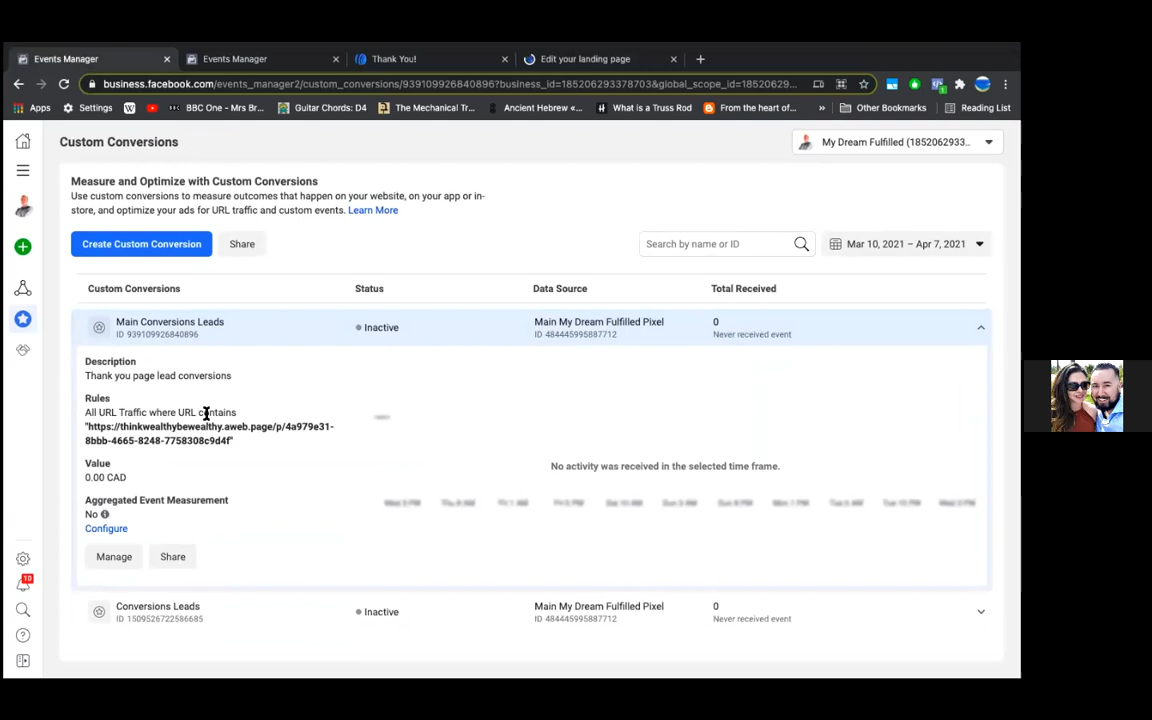 Events Manager
Events Manager
Thank You!
Edit your landing page
business.facebook.com/events_manager2/custom_conversions/939109926840896?business_id=185206293378703&global_scope_id=18520629...
Apps
Settings
BBC One - Mrs Br...
Guitar Chords: D4
The Mechanical Tr...
Ancient Hebrew «...
What is a Truss Rod
From the heart of...
»
Other Bookmarks
Reading List
Custom Conversions
My Dream Fulfilled (1852062933...
Measure and Optimize with Custom Conversions
Use custom conversions to measure outcomes that happen on your website, on your app or in-
store, and optimize your ads for URL traffic and custom events. Learn More
Create Custom Conversion
Share
Search by name or ID
Mar 10, 2021 – Apr 7, 2021
Custom Conversions
Status
Data Source
Total Received
Main Conversions Leads
Inactive
Main My Dream Fulfilled Pixel
0
ID 939109926840896
ID 484445995887712
Never received event
Description
Thank you page lead conversions
Rules
All URL Traffic where URL contains
"https://thinkwealthybewealthy.aweb.page/p/4a979e31-
8bbb-4665-8248-7758308c9d4f"
Value
No activity was received in the selected time frame.
0.00 CAD
Aggregated Event Measurement
No
Configure
Manage
Share
10
Conversions Leads
Inactive
Main My Dream Fulfilled Pixel
0
ID 1509526722586685
ID 484445995887712
Never received event